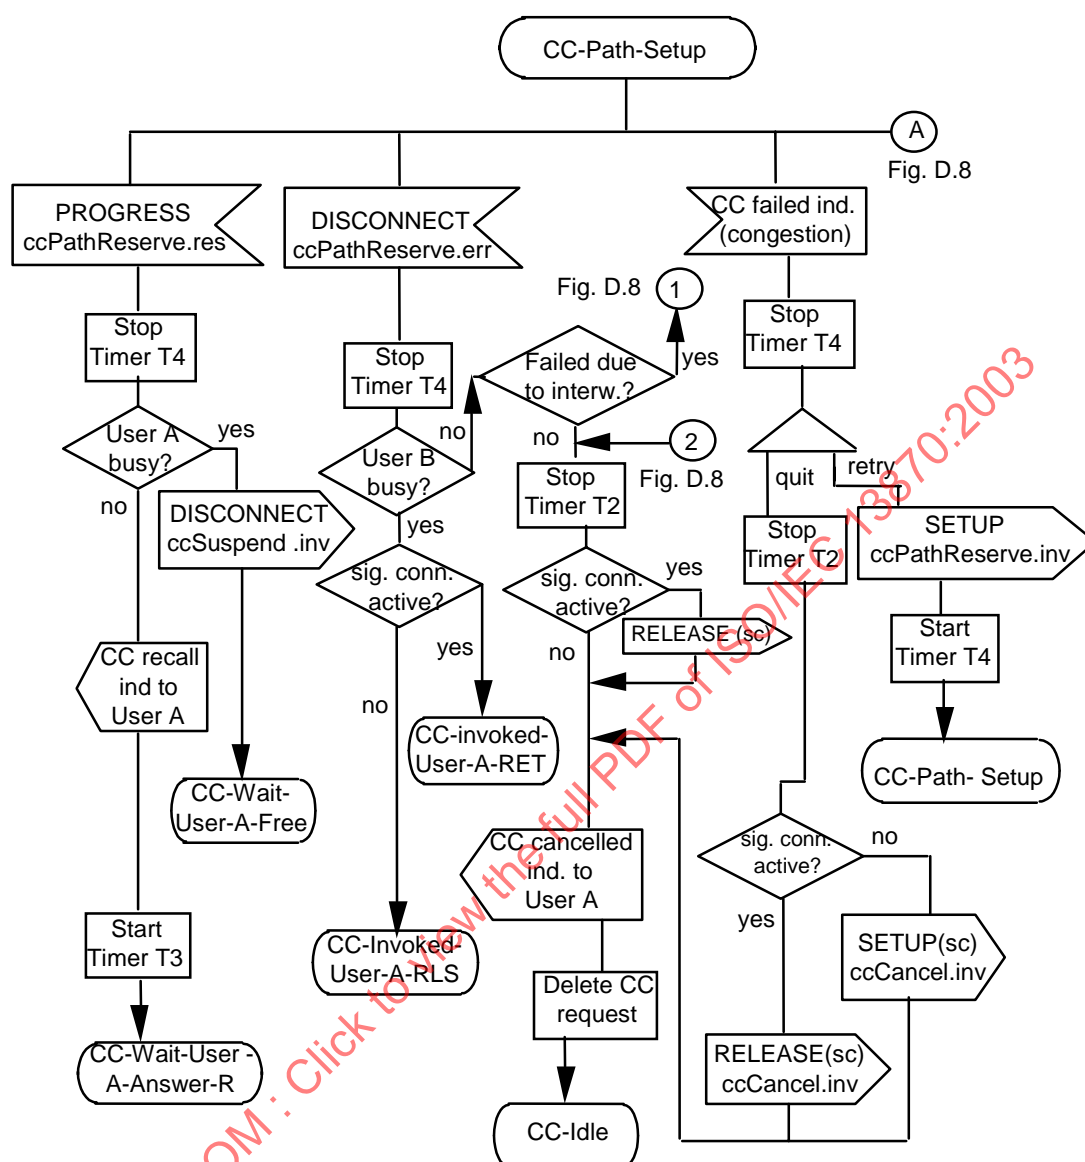 CC-Path-Setup
A
Fig. D.8
PROGRESS
ccPathReserve.res
DISCONNECT
ccPathReserve.err
CC failed ind.
(congestion)
Fig. D.8
1
Stop
Timer T4
Stop
Timer T4
Failed due
to interw.?
yes
Stop
Timer T4
User A
busy?
yes
no
User B
busy?
no
yes
no
2
Fig. D.8
quit
retry
DISCONNECT
ccSuspend .inv
Stop
Timer T2
Stop
Timer T2
SETUP
ccPathReserve.inv
sig. conn.
active?
yes
no
sig. conn.
active?
yes
no
RELEASE (sc)
Start
Timer T4
CC recall
ind to
User A
CC-invoked-
User-A-RET
CC-Path- Setup
CC-Wait-
User-A-Free
CC cancelled
ind. to
User A
sig. conn.
active?
no
yes
Start
Timer T3
CC-Invoked-
User-A-RLS
Delete CC
request
SETUP(sc)
ccCancel.inv
CC-Wait-User -
A-Answer-R
RELEASE(sc)
ccCancel.inv
CC-Idle
OM : Click to view the full PDF of ISO/IEC 13870:2003